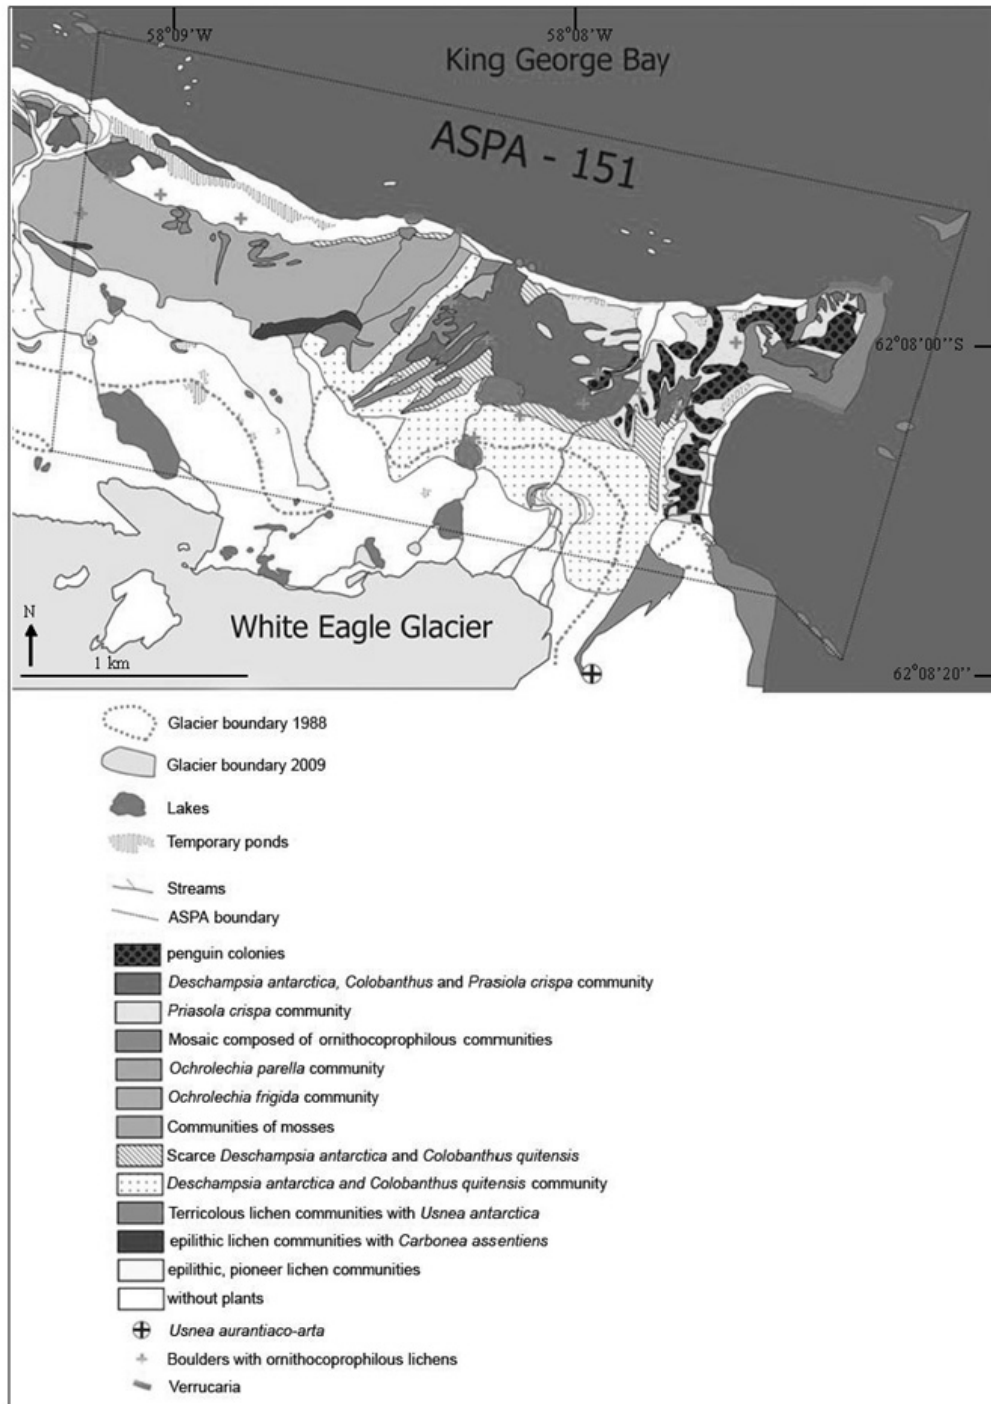 58°09'W
58°08'W
King George Bay
ASPA - 151
62°08'00''S
White Eagle Glacier
N
1 km
62°08'20''
Glacier boundary 1988
Glacier boundary 2009
Lakes
Temporary ponds
Streams
ASPA boundary
penguin colonies
Deschampsia antarctica, Colobanthus and Prasiola crispa community
Priasola crispa community
Mosaic composed of ornithocoprophilous communities
Ochrolechia parella community
Ochrolechia frigida community
Communities of mosses
Scarce Deschampsia antarctica and Colobanthus quitensis
Deschampsia antarctica and Colobanthus quitensis community
Terricolous lichen communities with Usnea antarctica
epilithic lichen communities with Carbonea assentiens
epilithic, pioneer lichen communities
without plants
Usnea aurantiaco-arta
Boulders with ornithocoprophilous lichens
Verrucaria